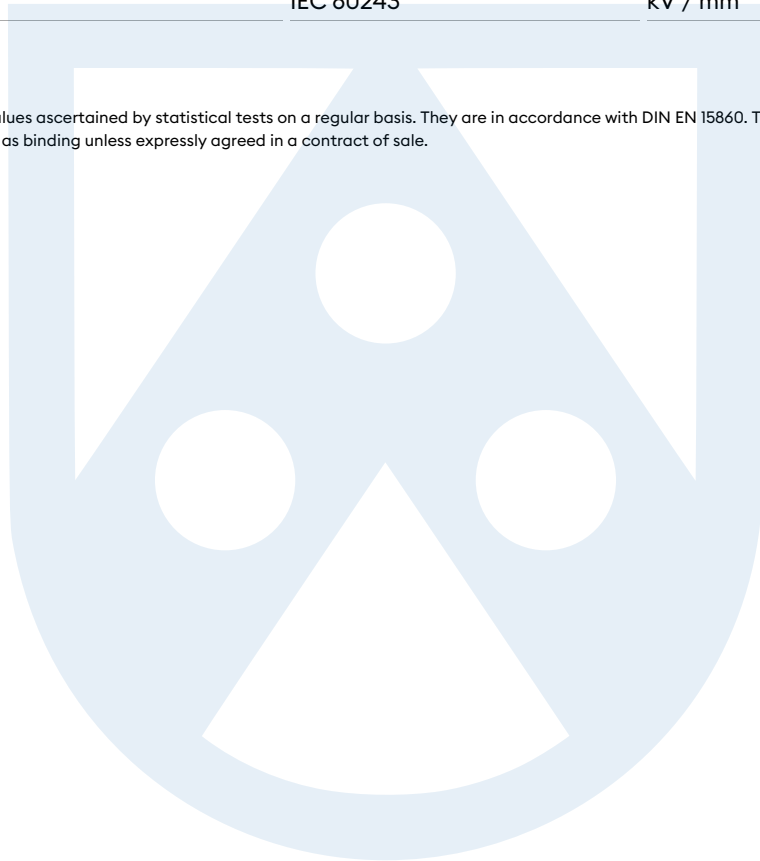 IEC 60243 kV / mm
lues ascertained by statistical tests on a regular basis. They are in accordance with DIN EN 15860. T
as binding unless expressly agreed in a contract of sale.